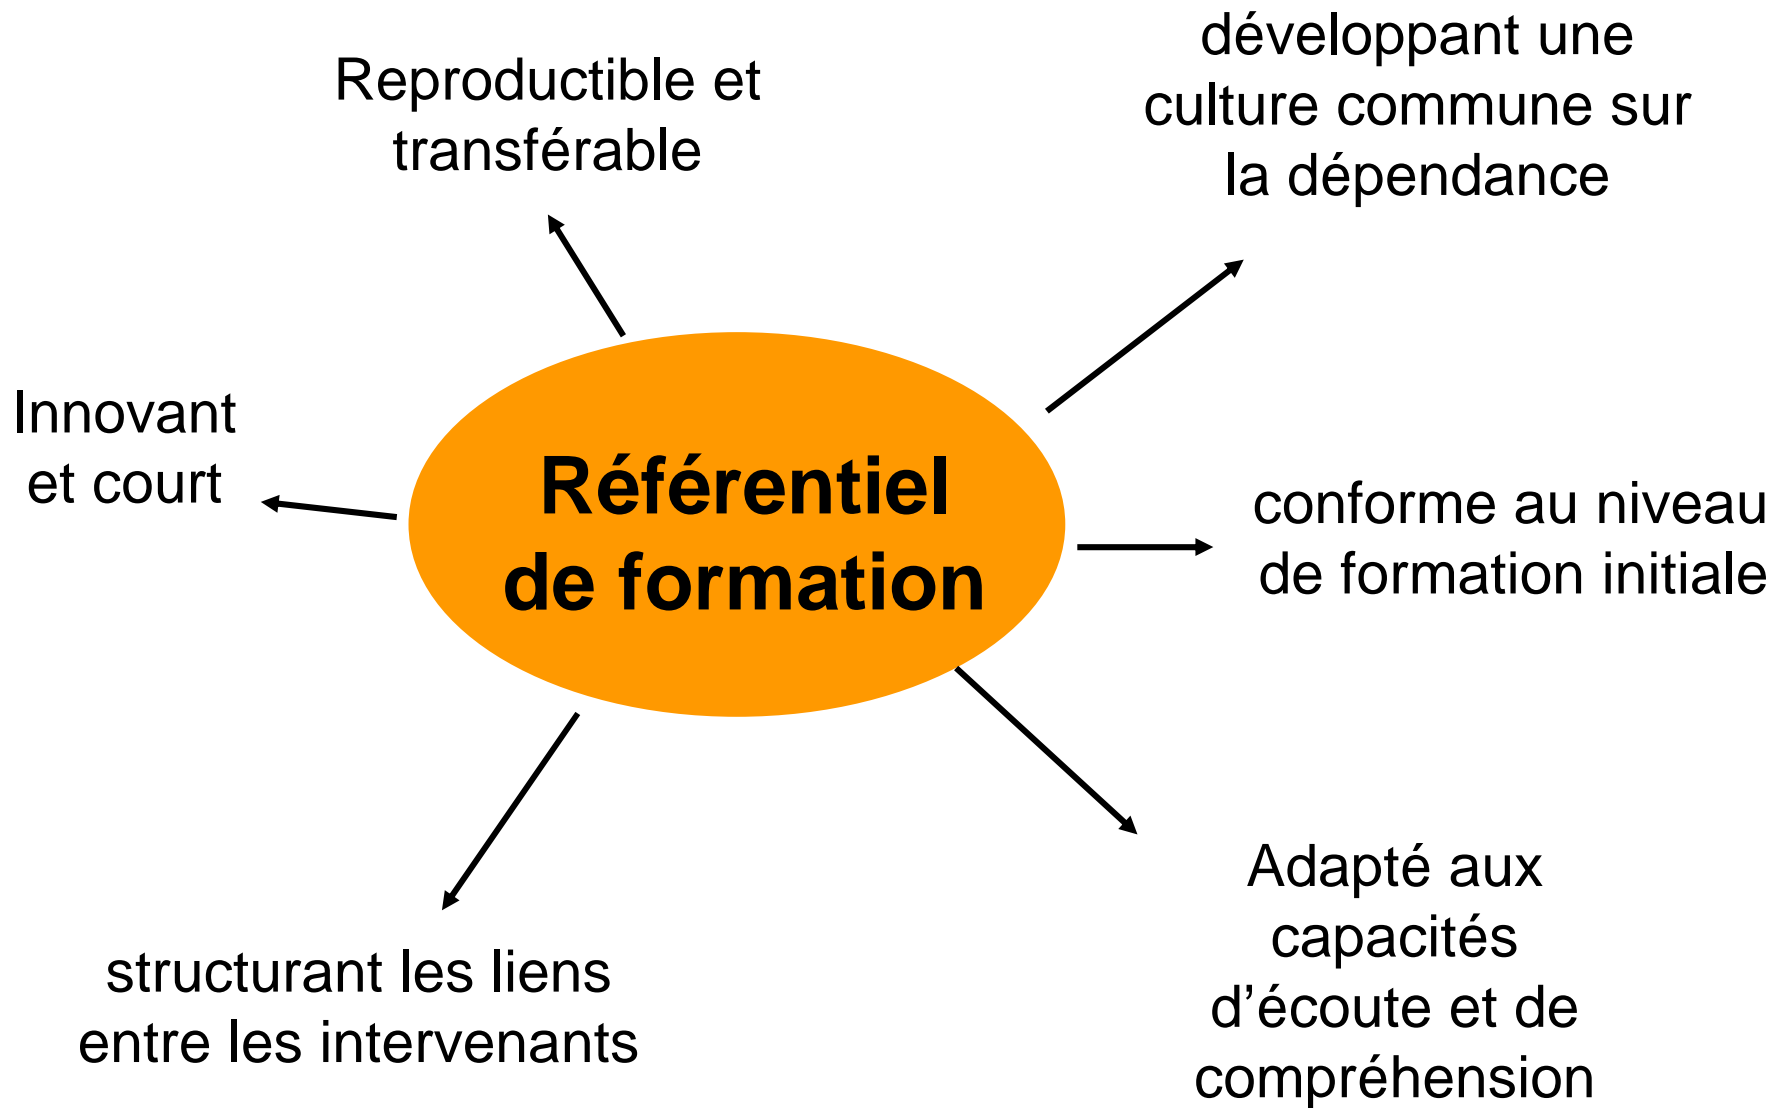 Reproductible et
transférable
développant une
culture commune sur
la dépendance
Innovant
et court
Référentiel
de formation
conforme au niveau
de formation initiale
structurant les liens
entre les intervenants
Adapté aux
capacités
d’écoute et de
compréhension